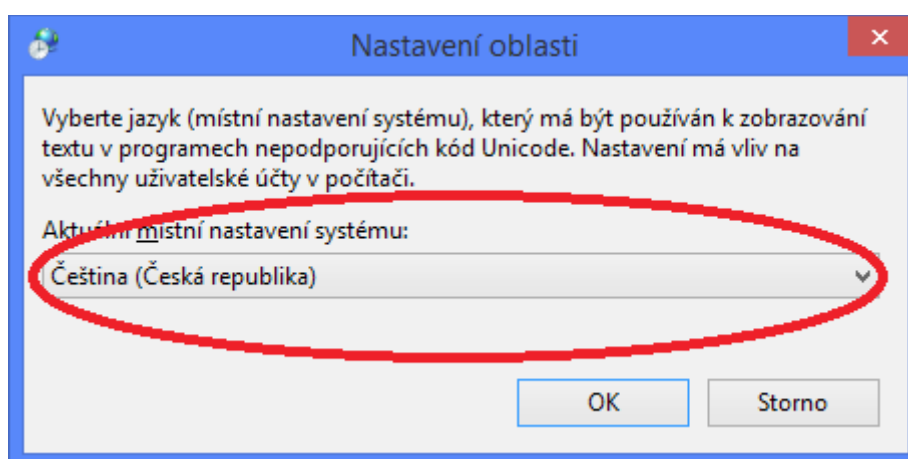 Nastavení oblasti
Vyberte jazyk (místní nastavení systému), který má být používán k zobrazování
textu v programech nepodporujících kód Unicode. Nastavení má vliv na
všechny uživatelské účty v počítači.
Aktuální místní nastavení systému:
Čeština (Česká republika)
OK
Storno